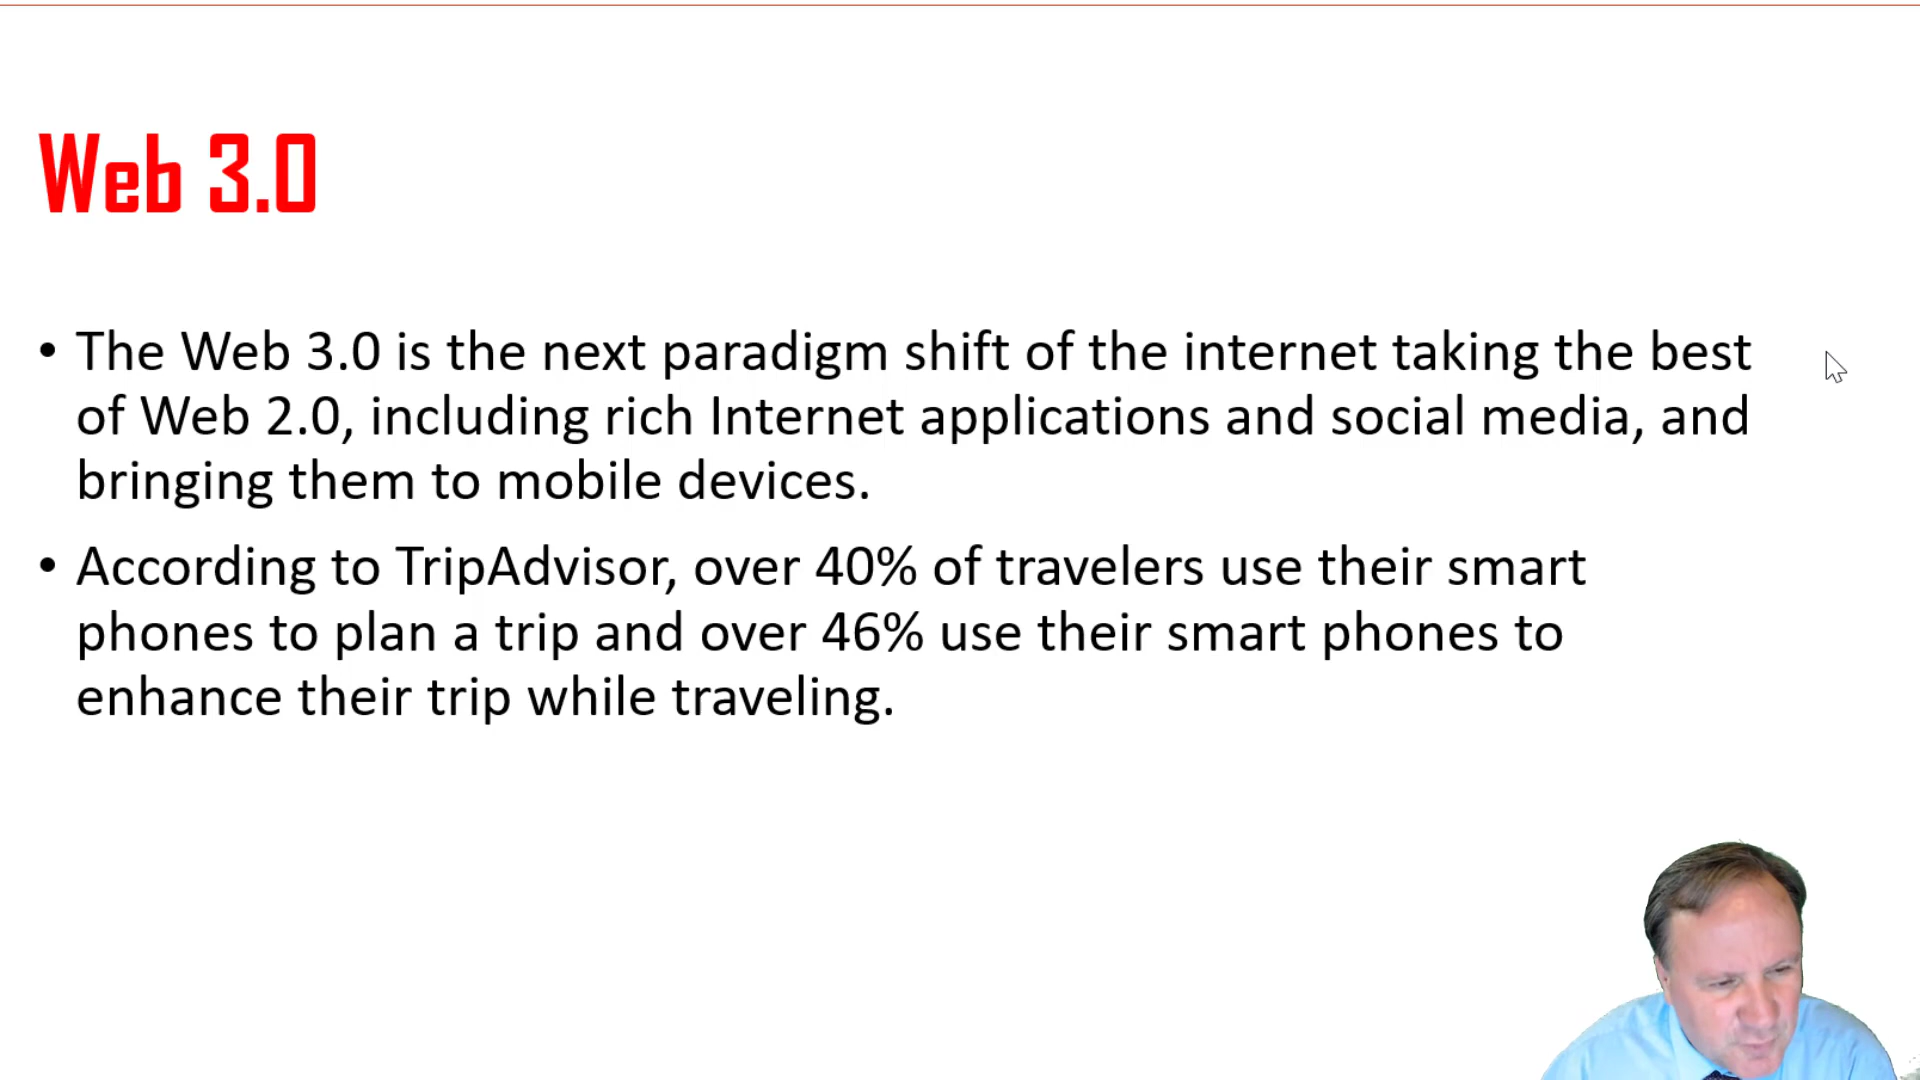 Web 3.0
• The Web 3.0 is the next paradigm shift of the internet taking the best
of Web 2.0, including rich Internet applications and social media, and
bringing them to mobile devices.
• According to TripAdvisor, over 40% of travelers use their smart
phones to plan a trip and over 46% use their smart phones to
enhance their trip while traveling.